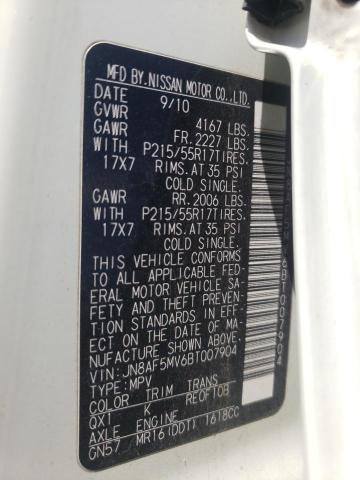 MFD BY.NISSAN MOTOR CO.,LTD.
DATE 9/10
GVWR 4167 LBS.
GAWR FR. 2227 LBS.
WITH P215/55R17TIRES.
17X7 RIMS.AT 35 PSI
COLD SINGLE.
GAWR RR. 2006 LBS.
WITH P215/55R17TIRES.
17X7 RIMS.AT 35 PSI
COLD SINGLE.
THIS VEHICLE CONFORMS
TO ALL APPLICABLE FED-
ERAL MOTOR VEHICLE SA-
FETY AND THEFT PREVEN-
TION STANDARDS IN EFF-
ECT ON THE DATE OF MA-
NUFACTURE SHOWN ABOVE.
VIN:JN8AF5MV6BT007904
TYPE:MPV
COLOR TRIM TRANS
QX1 K RE0F10B
AXLE ENGINE
GN57 MR16(DDT) 1618CC